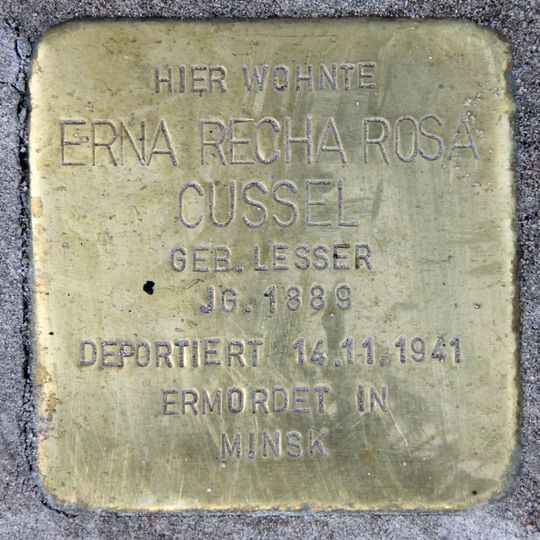 HIER WOHNTE
ERNA RECHA ROSA
CUSSEL
GEB. LESSER
JG. 1889
DEPORTIERT 14.11.1941
ERMORDET IN
MINSK